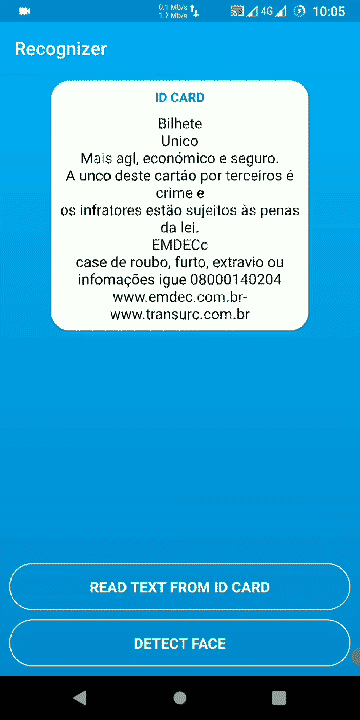 0.1 Mb/s
1.2 Mb/s
4G
10:05
Recognizer
ID CARD
Bilhete
Unico
Mais agl, económico e seguro.
A unco deste cartáo por terceiros é
crime e
os infratores estão sujeitos às penas
da lei.
EMDECc
case de roubo, furto, extravio ou
infomações igue 08000140204
www.emdec.com.br-
www.transurc.com.br
READ TEXT FROM ID CARD
DETECT FACE